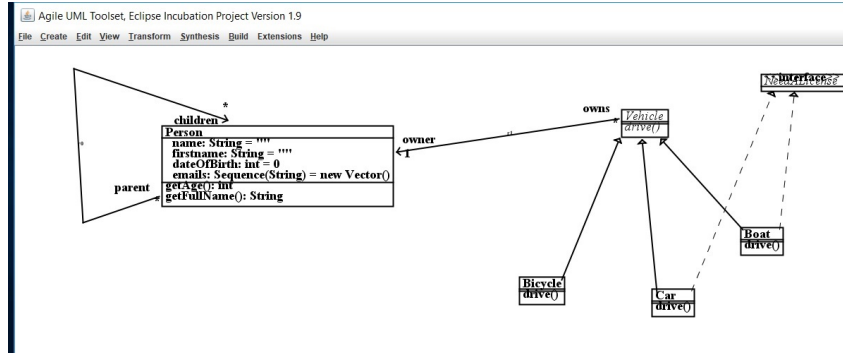 Agile UML Toolset, Eclipse Incubation Project Version 1.9
File Create Edit View Transform Synthesis Build Extensions Help
*
children
Person
name: String = ""
firstname: String = ""
dateOfBirth: int = 0
emails: Sequence(String) = new Vector()
getAge(): int
getFullName(): String
parent
*
owner
1
owns
*
Vehicle
drive()
<<interface>>
NeedALicense
Boat
drive()
Bicycle
drive()
Car
drive()